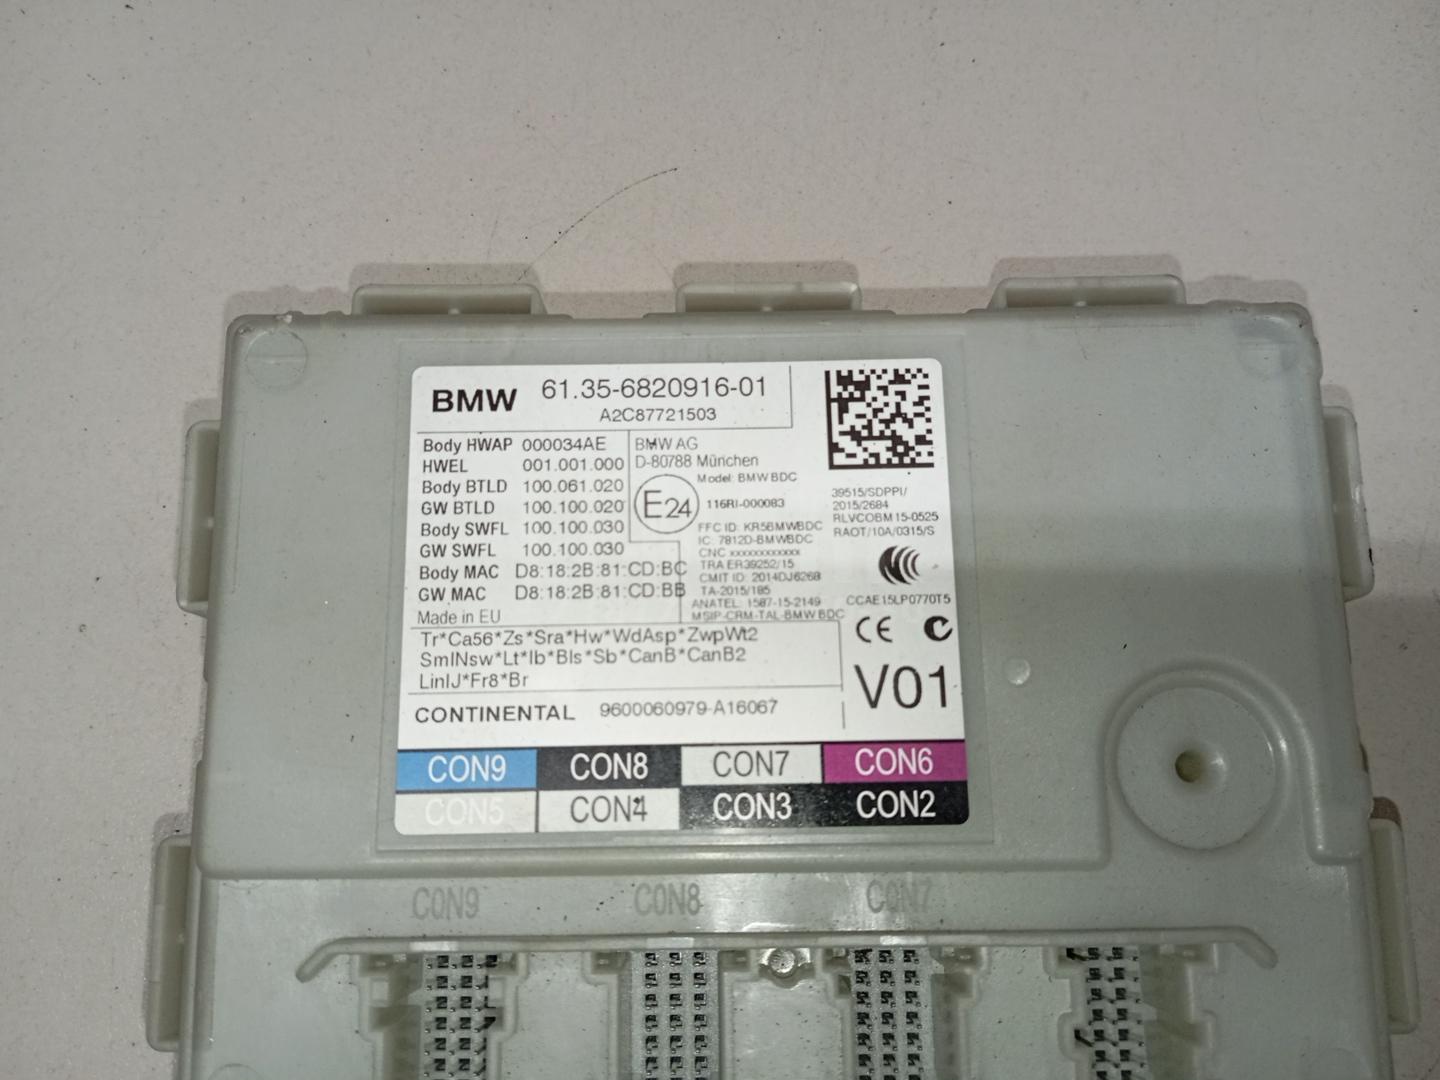 BMW 61.35-6820916-01
A2C87721503
Body HWAP 000034AE
HWEL 001.001.000
Body BTLD 100.061.020
GW BTLD 100.100.020
Body SWFL 100.100.030
GW SWFL 100.100.030
Body MAC D8:18:2B:81:CD:BC
GW MAC D8:18:2B:81:CD:BB
Made in EU
BMW AG
D-80788 München
Model: BMW BDC
E24
116RI-000083
FFC ID: KR5BMWBDC
IC: 7812D-BMWBDC
CNC xxxxxxxxxxxx
TRA ER39252/15
CMIT ID: 2014DJ6268
TA-2015/185
ANATEL: 1587-15-2149
MSIP-CRM-TAL-BMWBDC
39515/SDPPI/
2015/2684
RLVCOBM15-0525
RAOT/10A/0315/S
CCAE15LP0770T5
CE
V01
Tr*Ca56*Zs*Sra*Hw*WdAsp*ZwpWt2
SmINsw*Lt*Ib*Bls*Sb*CanB*CanB2
LinIJ*Fr8*Br
CONTINENTAL 9600060979-A16067
CON9 CON8 CON7 CON6
CON5 CON4 CON3 CON2
CON9 CON8 CON7